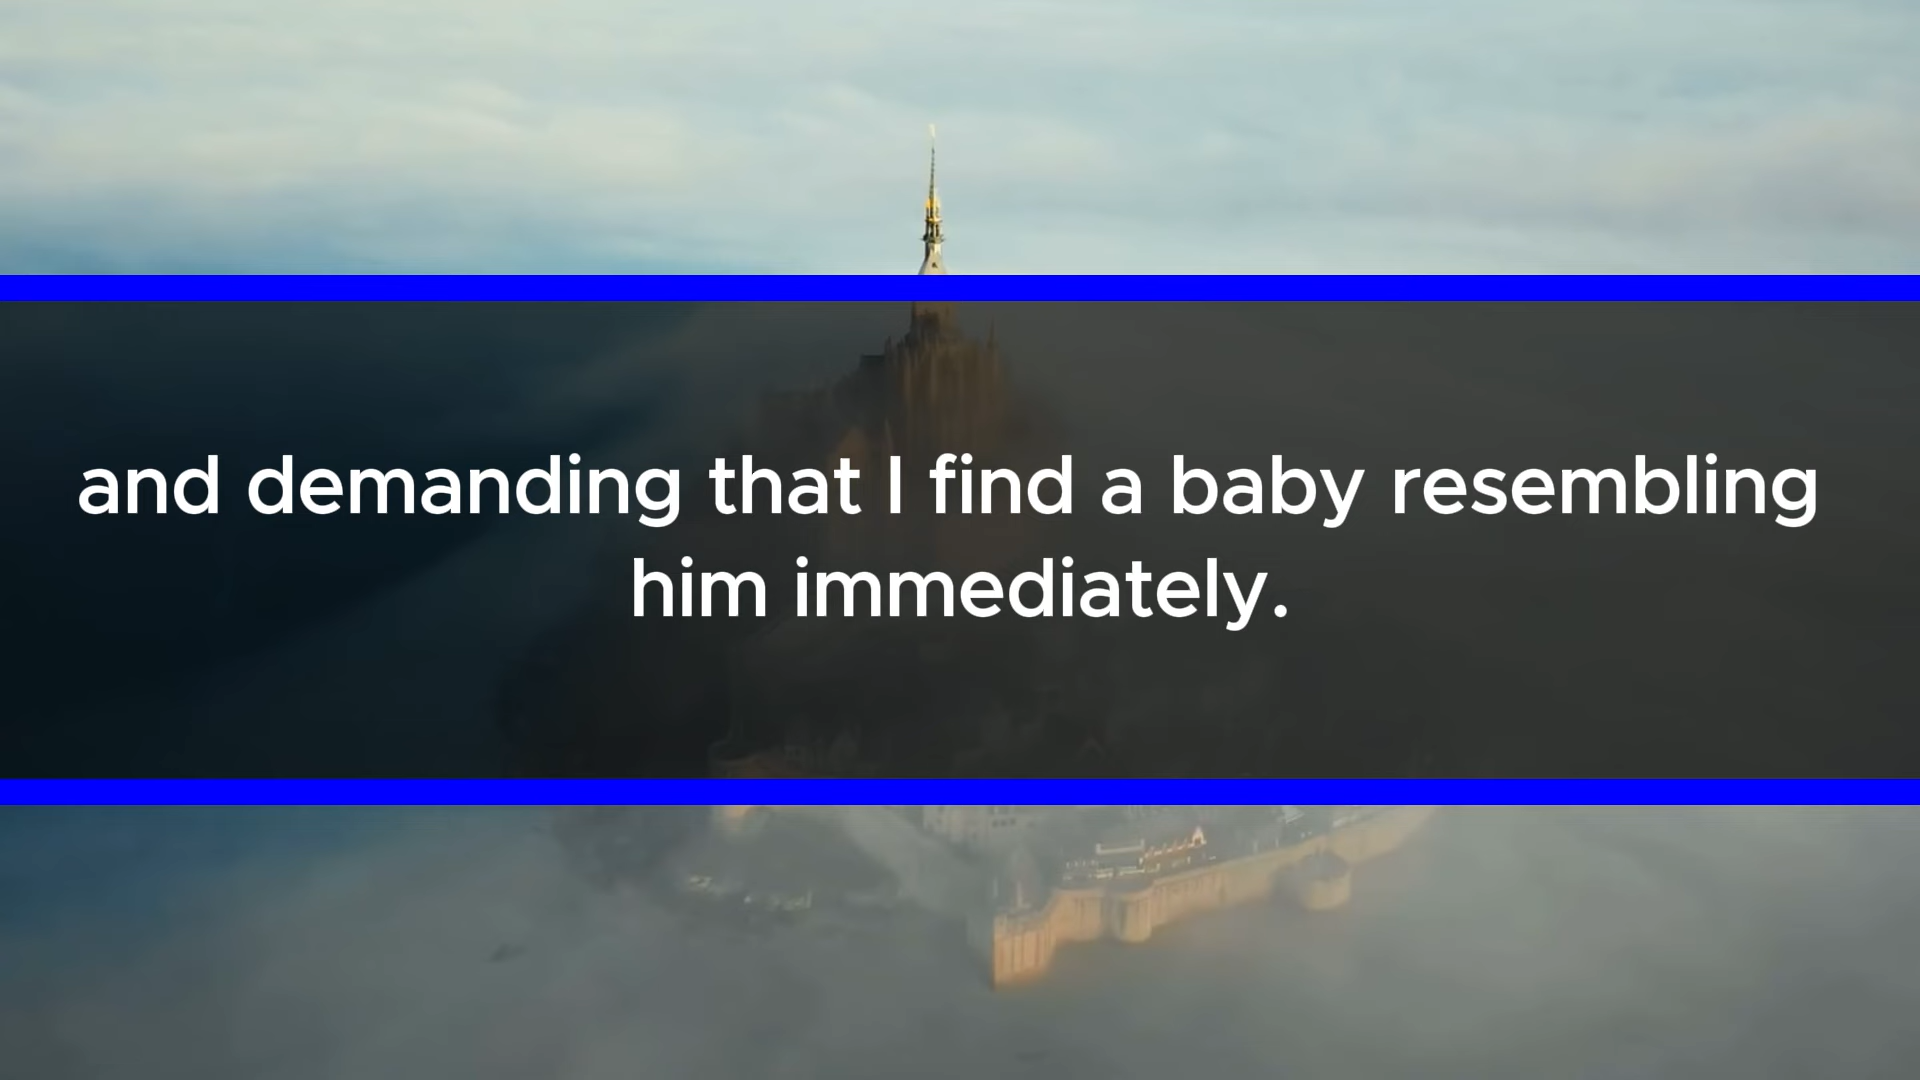 and demanding that I find a baby resembling
him immediately.